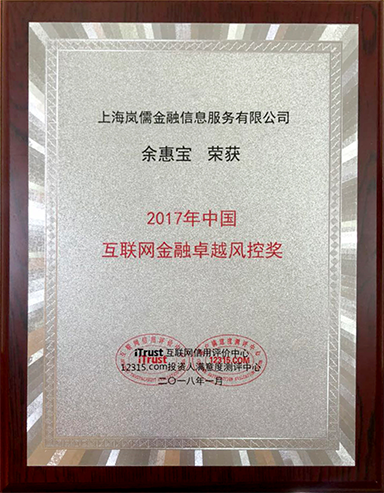 上海岚儒金融信息服务有限公司
余惠宝 荣获
2017年中国
互联网金融卓越风控奖
iTrust 互联网信用评价中心
12315.com投资人满意度测评中心
二〇一八年一月
iTrust
12315.COM